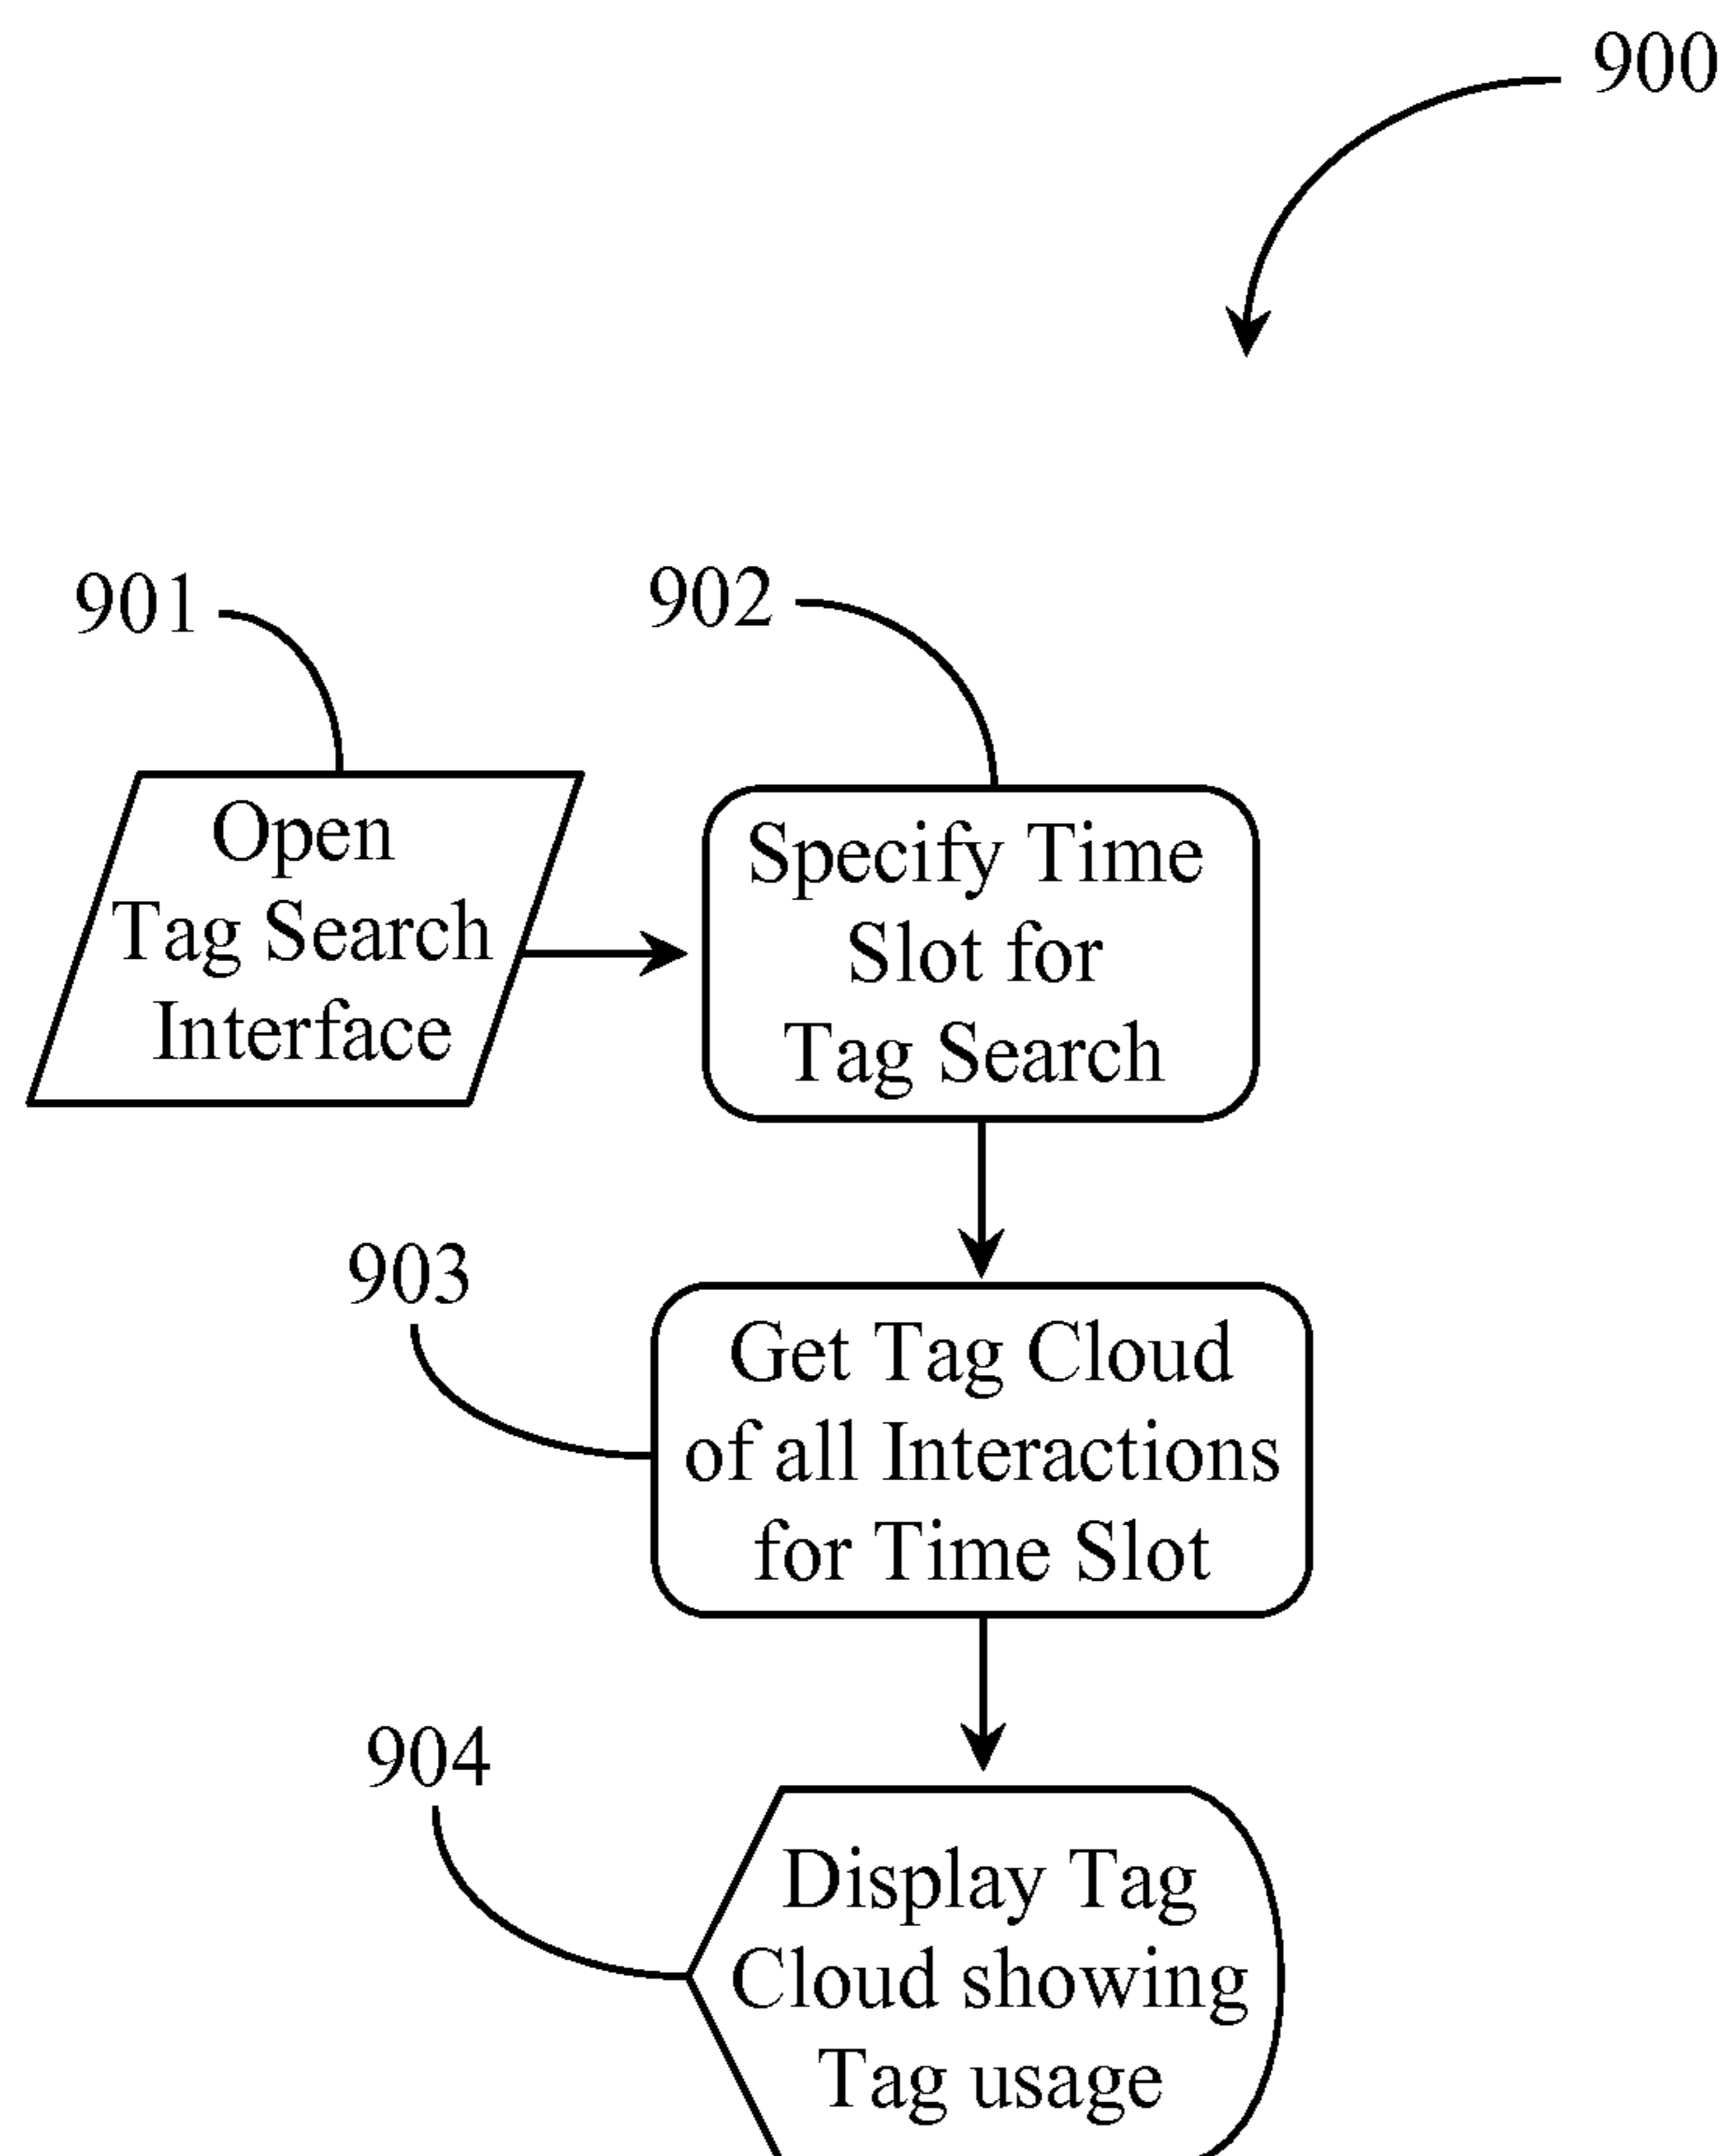 900
901
902
Open
Tag Search
Interface
Specify Time
Slot for
Tag Search
903
Get Tag Cloud
of all Interactions
for Time Slot
904
Display Tag
Cloud showing
Tag usage